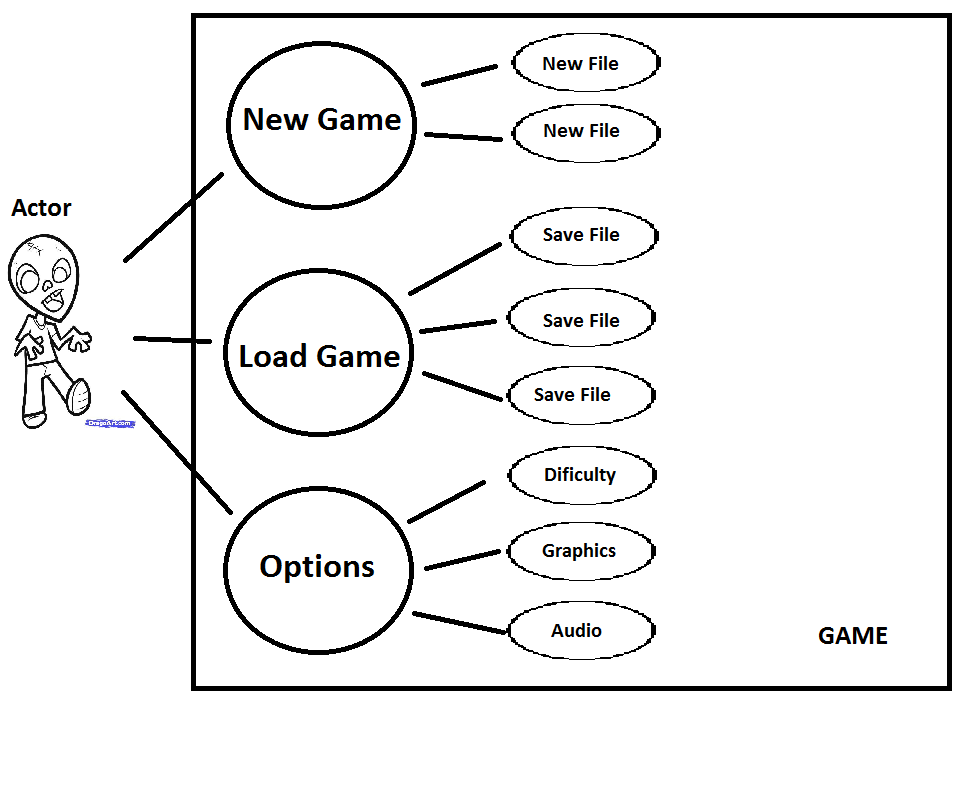 Actor
DragoArt.com
New Game
New File
New File
Load Game
Save File
Save File
Save File
Options
Dificulty
Graphics
Audio
GAME